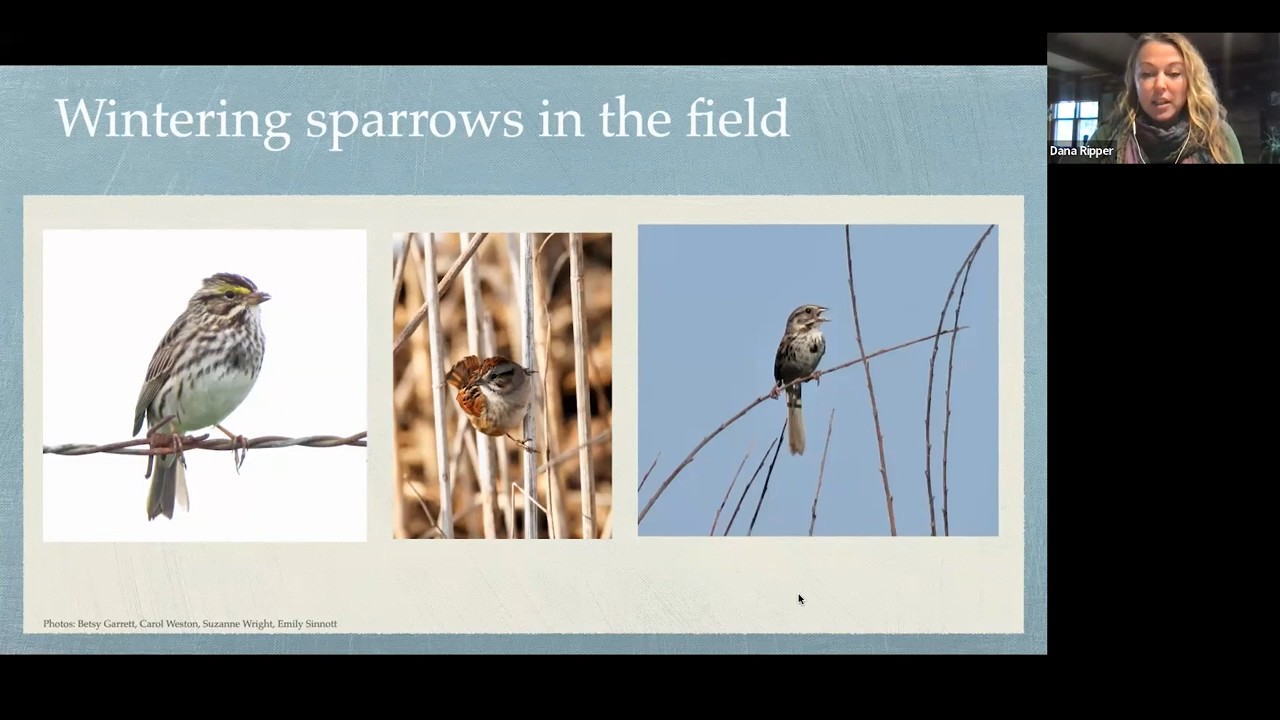 Wintering sparrows in the field
Dana Ripper
Photos: Betsy Garrett, Carol Weston, Suzanne Wright, Emily Sinnott